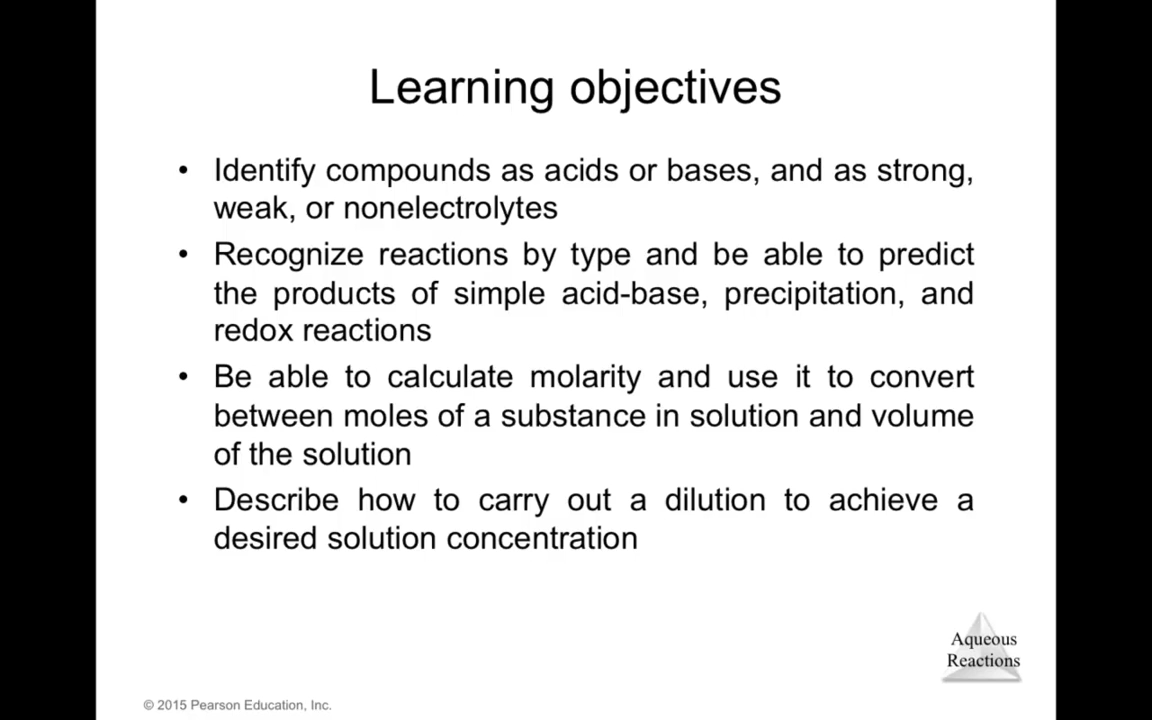 Learning objectives
• Identify compounds as acids or bases, and as strong,
weak, or nonelectrolytes
• Recognize reactions by type and be able to predict
the products of simple acid-base, precipitation, and
redox reactions
• Be able to calculate molarity and use it to convert
between moles of a substance in solution and volume
of the solution
• Describe how to carry out a dilution to achieve a
desired solution concentration
Aqueous
Reactions
© 2015 Pearson Education, Inc.